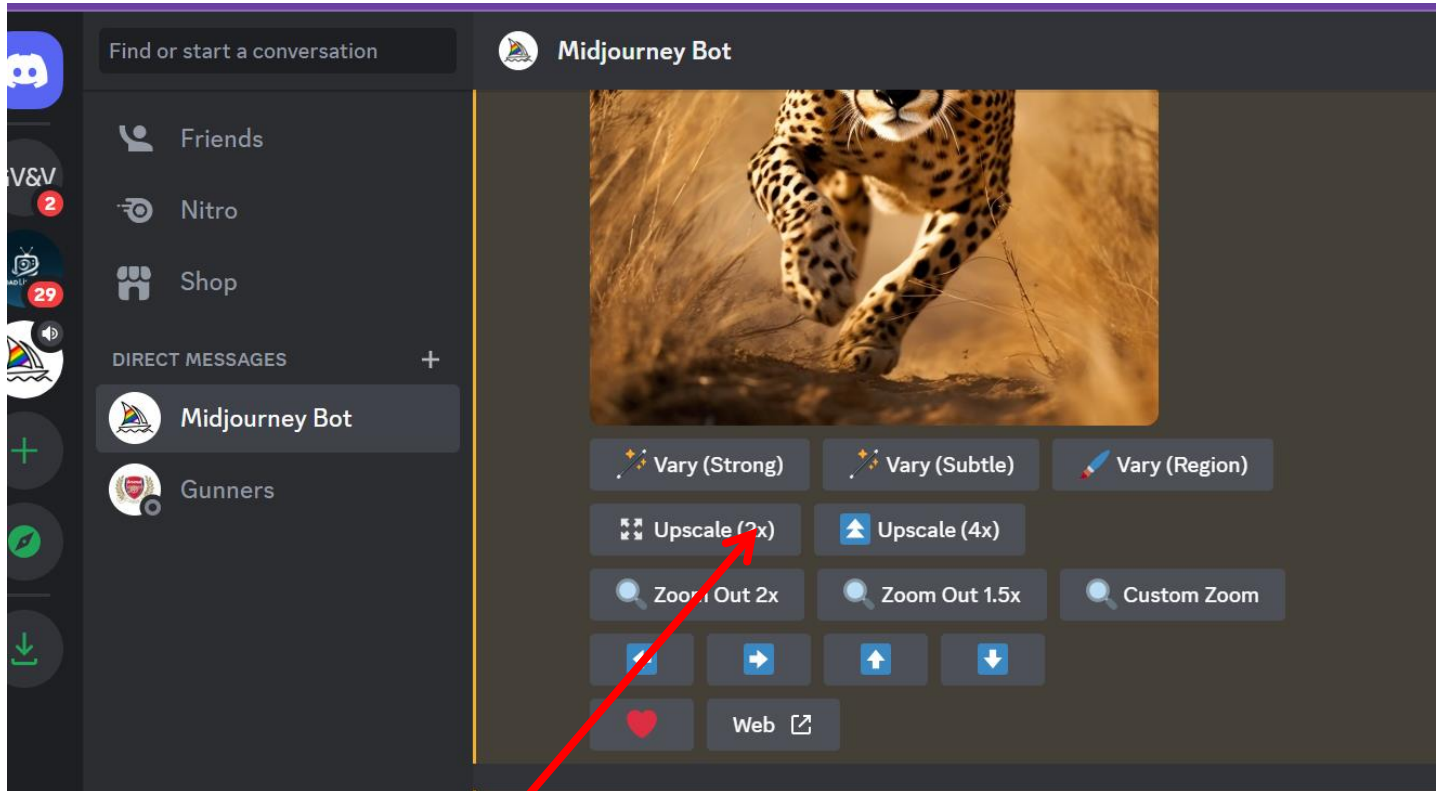 Find or start a conversation
Midjourney Bot
Friends
Nitro
Shop
DIRECT MESSAGES +
Midjourney Bot
Gunners
V&V
2
29
Vary (Strong) Vary (Subtle) Vary (Region)
Upscale (2x) Upscale (4x)
Zoom Out 2x Zoom Out 1.5x Custom Zoom
Web